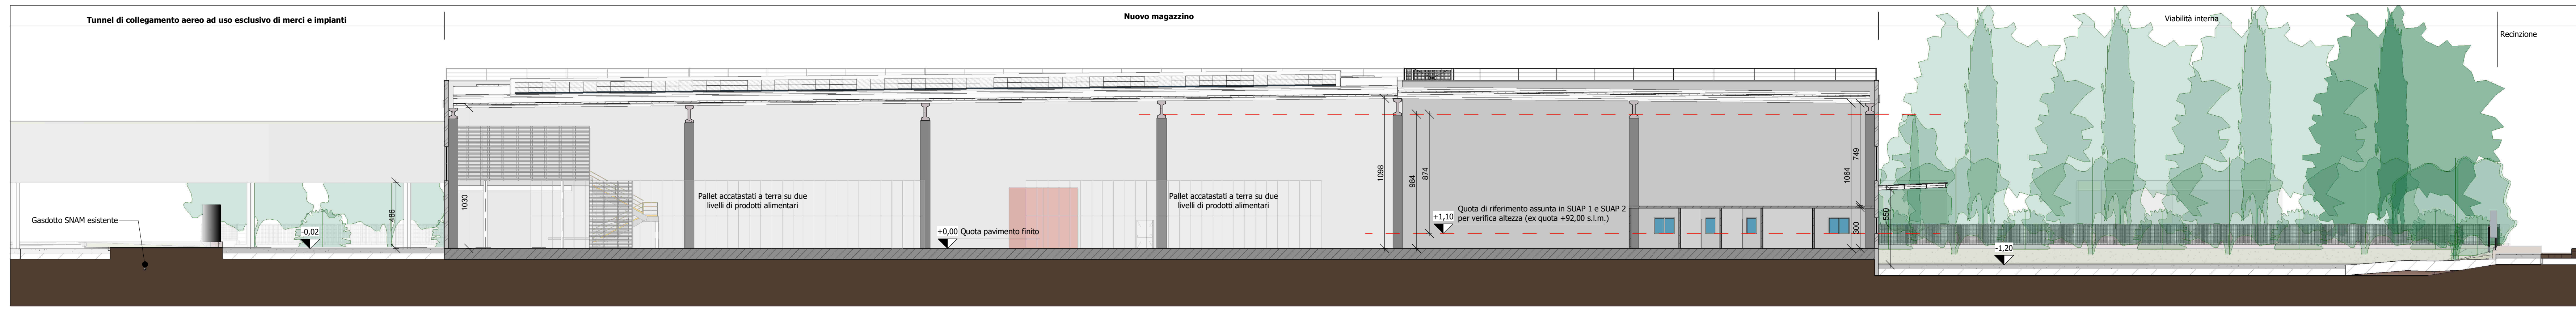 Tunnel di collegamento aereo ad uso esclusivo di merci e impianti
Nuovo magazzino
Viabilità interna
Recinzione
Gasdotto SNAM esistente
-0,02
486
1030
Pallet accatastati a terra su due
livelli di prodotti alimentari
+0,00 Quota pavimento finito
Pallet accatastati a terra su due
livelli di prodotti alimentari
1098
984
874
+1,10
Quota di riferimento assunta in SUAP 1 e SUAP 2
per verifica altezza (ex quota +92,00 s.l.m.)
1064
749
300
550
-1,20